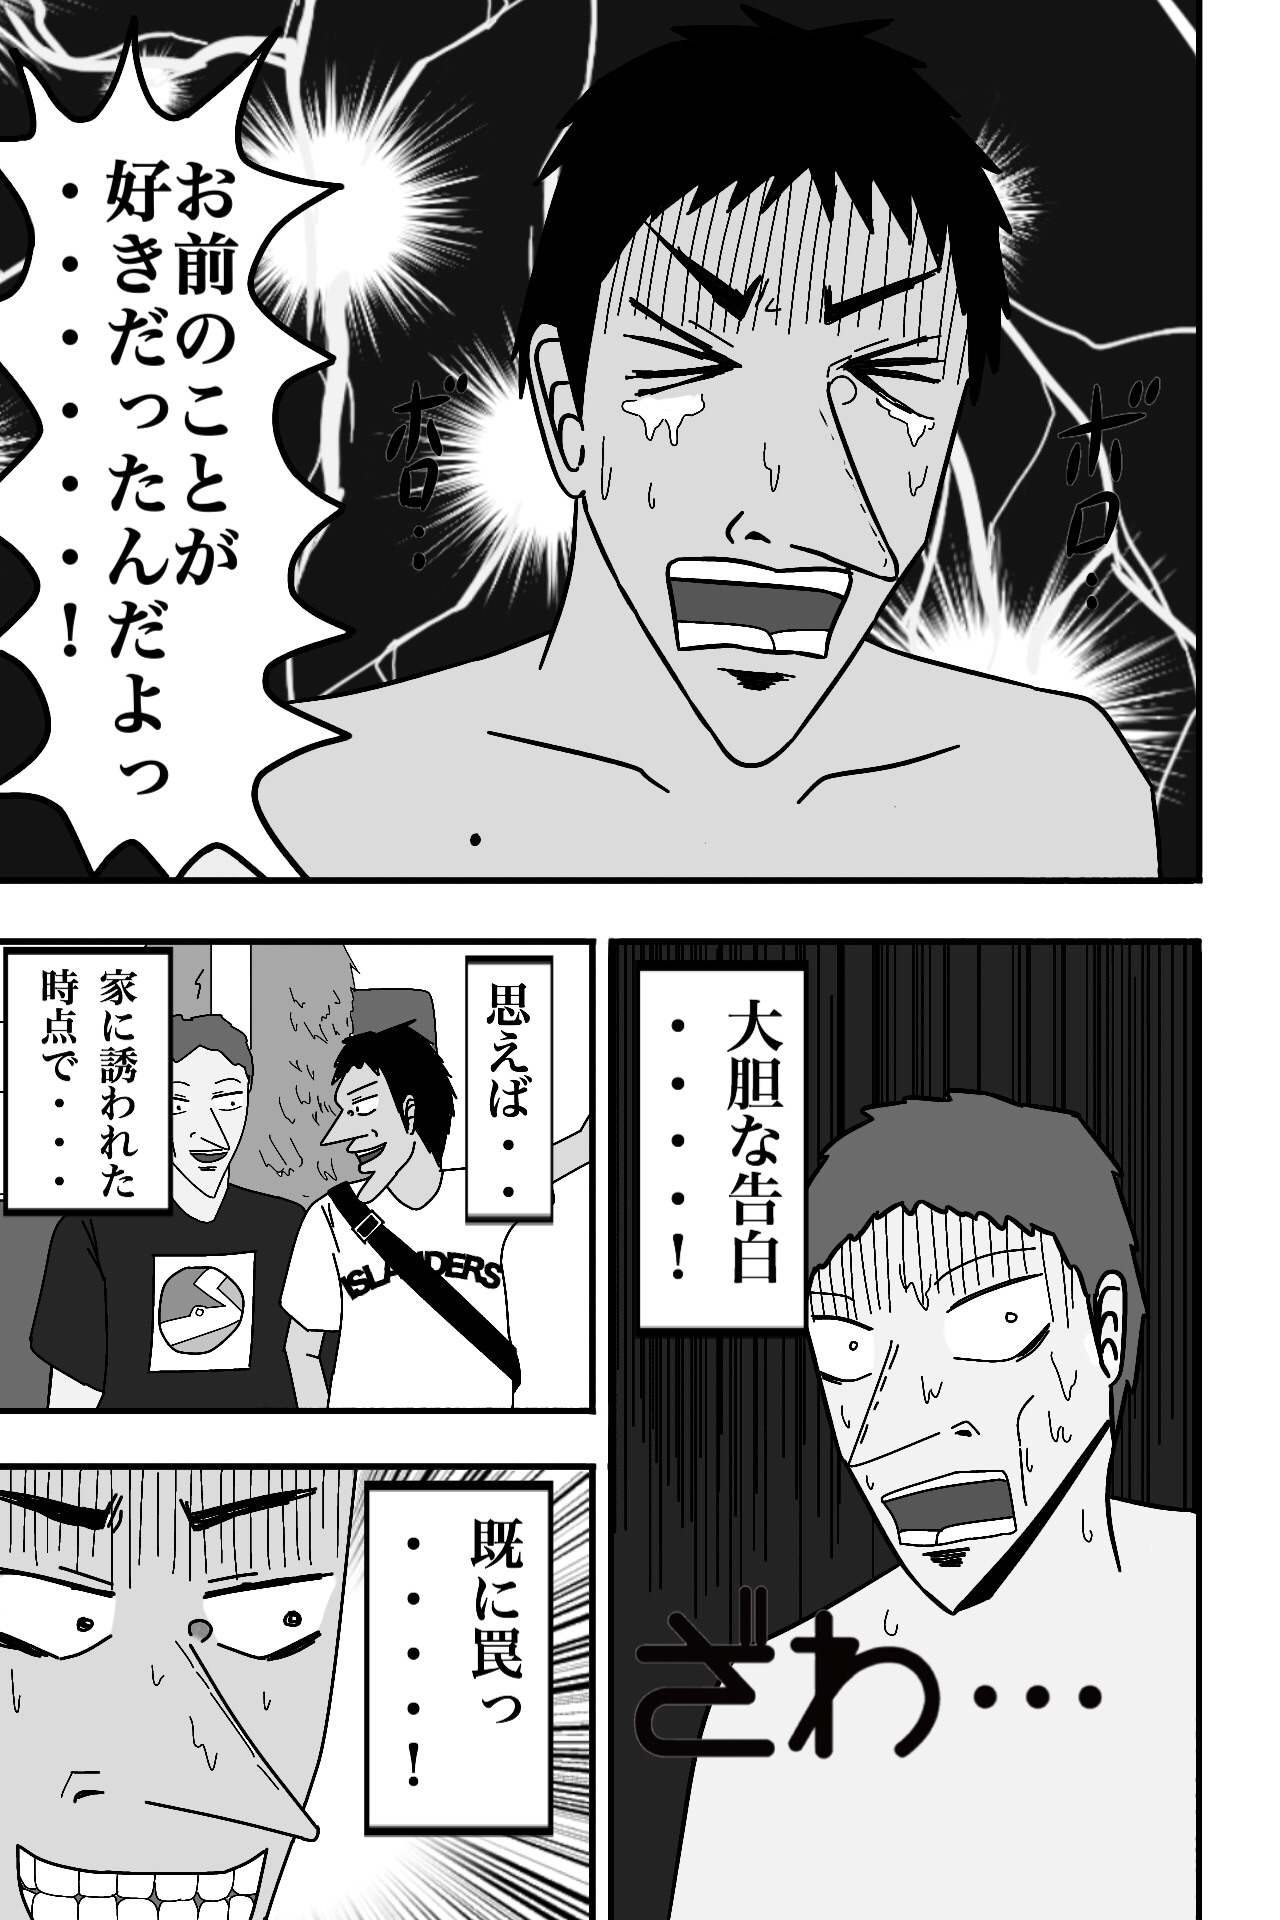 お前のことが
好きだったんだよっ
・・・・・・・！
ボロ…
ボロ…
大胆な告白
・・・・・！
ざわ…
思えば・・
家に誘われた
時点で・・・
ISLANDERS
既に罠っ
・・・・・！